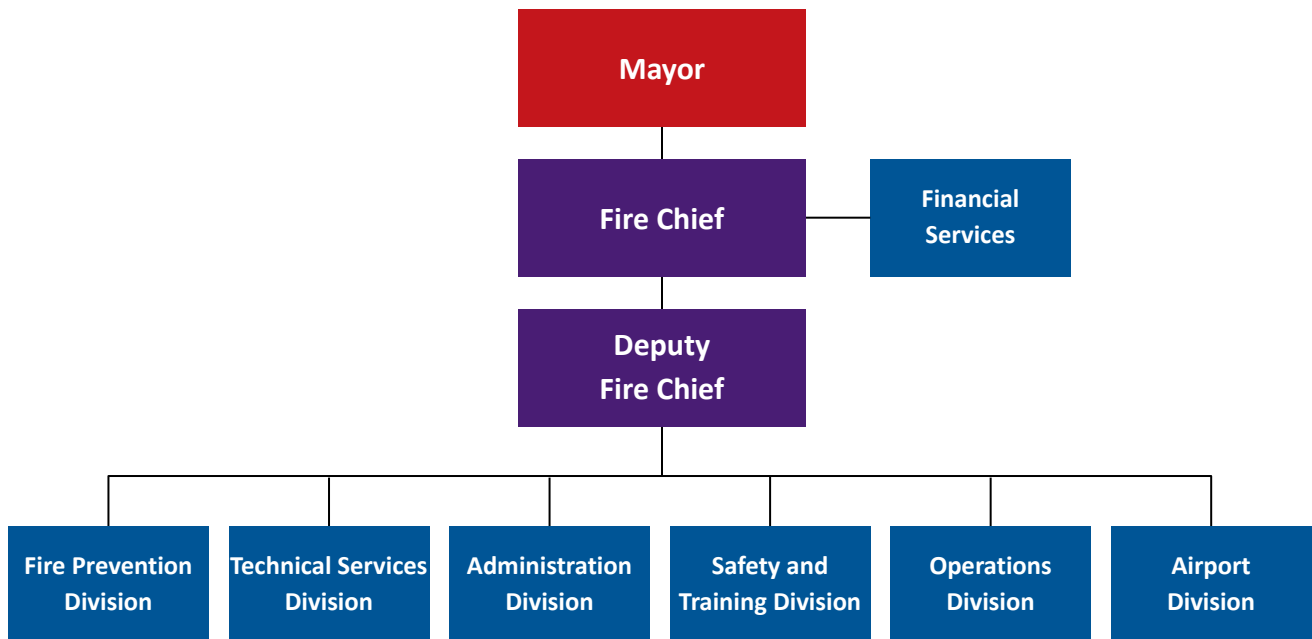 Mayor
Fire Chief
Financial
Services
Deputy
Fire Chief
Fire Prevention
Division
Technical Services
Division
Administration
Division
Safety and
Training Division
Operations
Division
Airport
Division